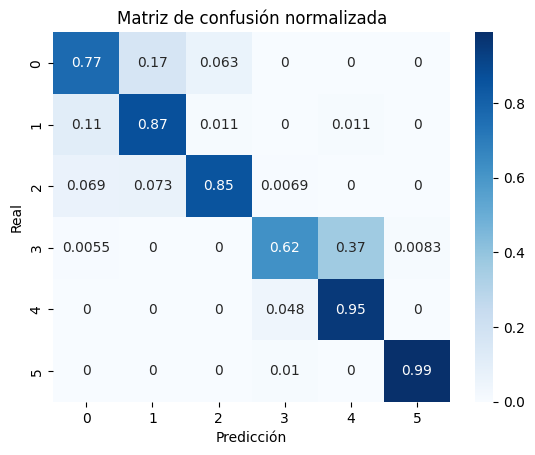 Matriz de confusión normalizada
0 0.77 0.17 0.063 0 0 0
1 0.11 0.87 0.011 0 0.011 0
2 0.069 0.073 0.85 0.0069 0 0
3 0.0055 0 0 0.62 0.37 0.0083
4 0 0 0 0.048 0.95 0
5 0 0 0 0.01 0 0.99
0 1 2 3 4 5
Real
Predicción
0.8
0.6
0.4
0.2
0.0